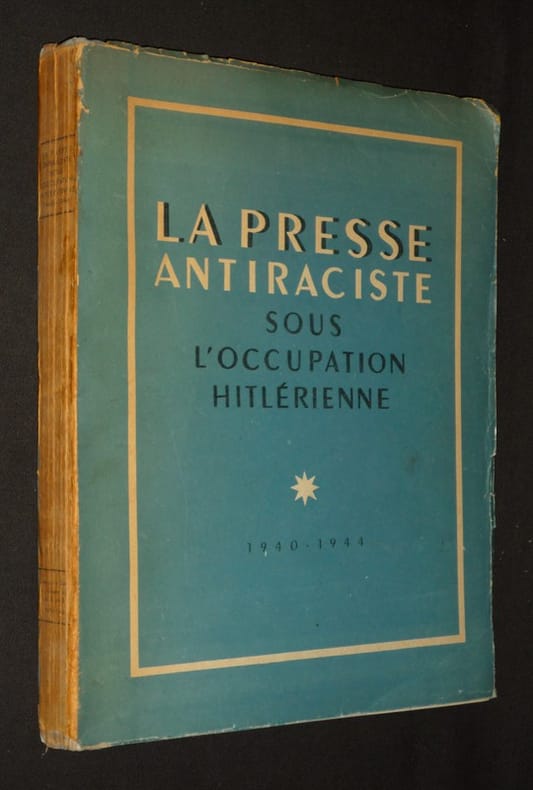 LA PRESSE
ANTIRACISTE
SOUS
L'OCCUPATION
HITLÉRIENNE
1940-1944